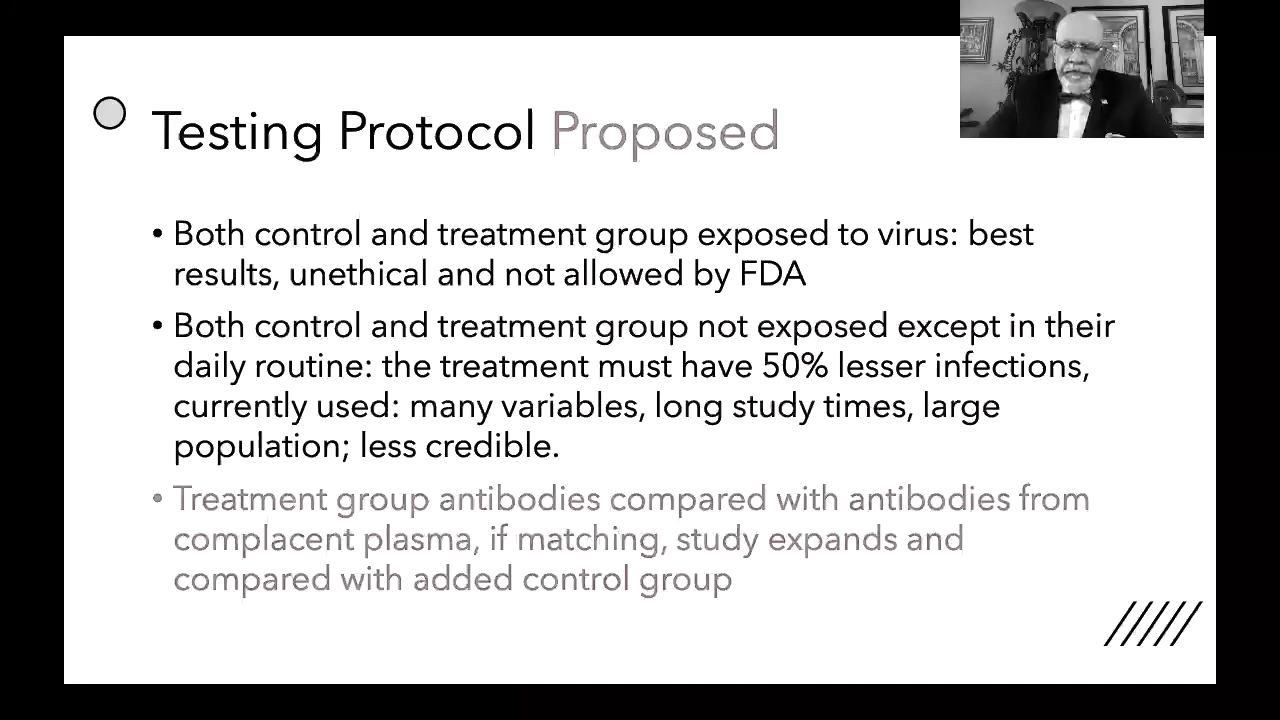 Testing Protocol Proposed
• Both control and treatment group exposed to virus: best
results, unethical and not allowed by FDA
• Both control and treatment group not exposed except in their
daily routine: the treatment must have 50% lesser infections,
currently used: many variables, long study times, large
population; less credible.
• Treatment group antibodies compared with antibodies from
complacent plasma, if matching, study expands and
compared with added control group